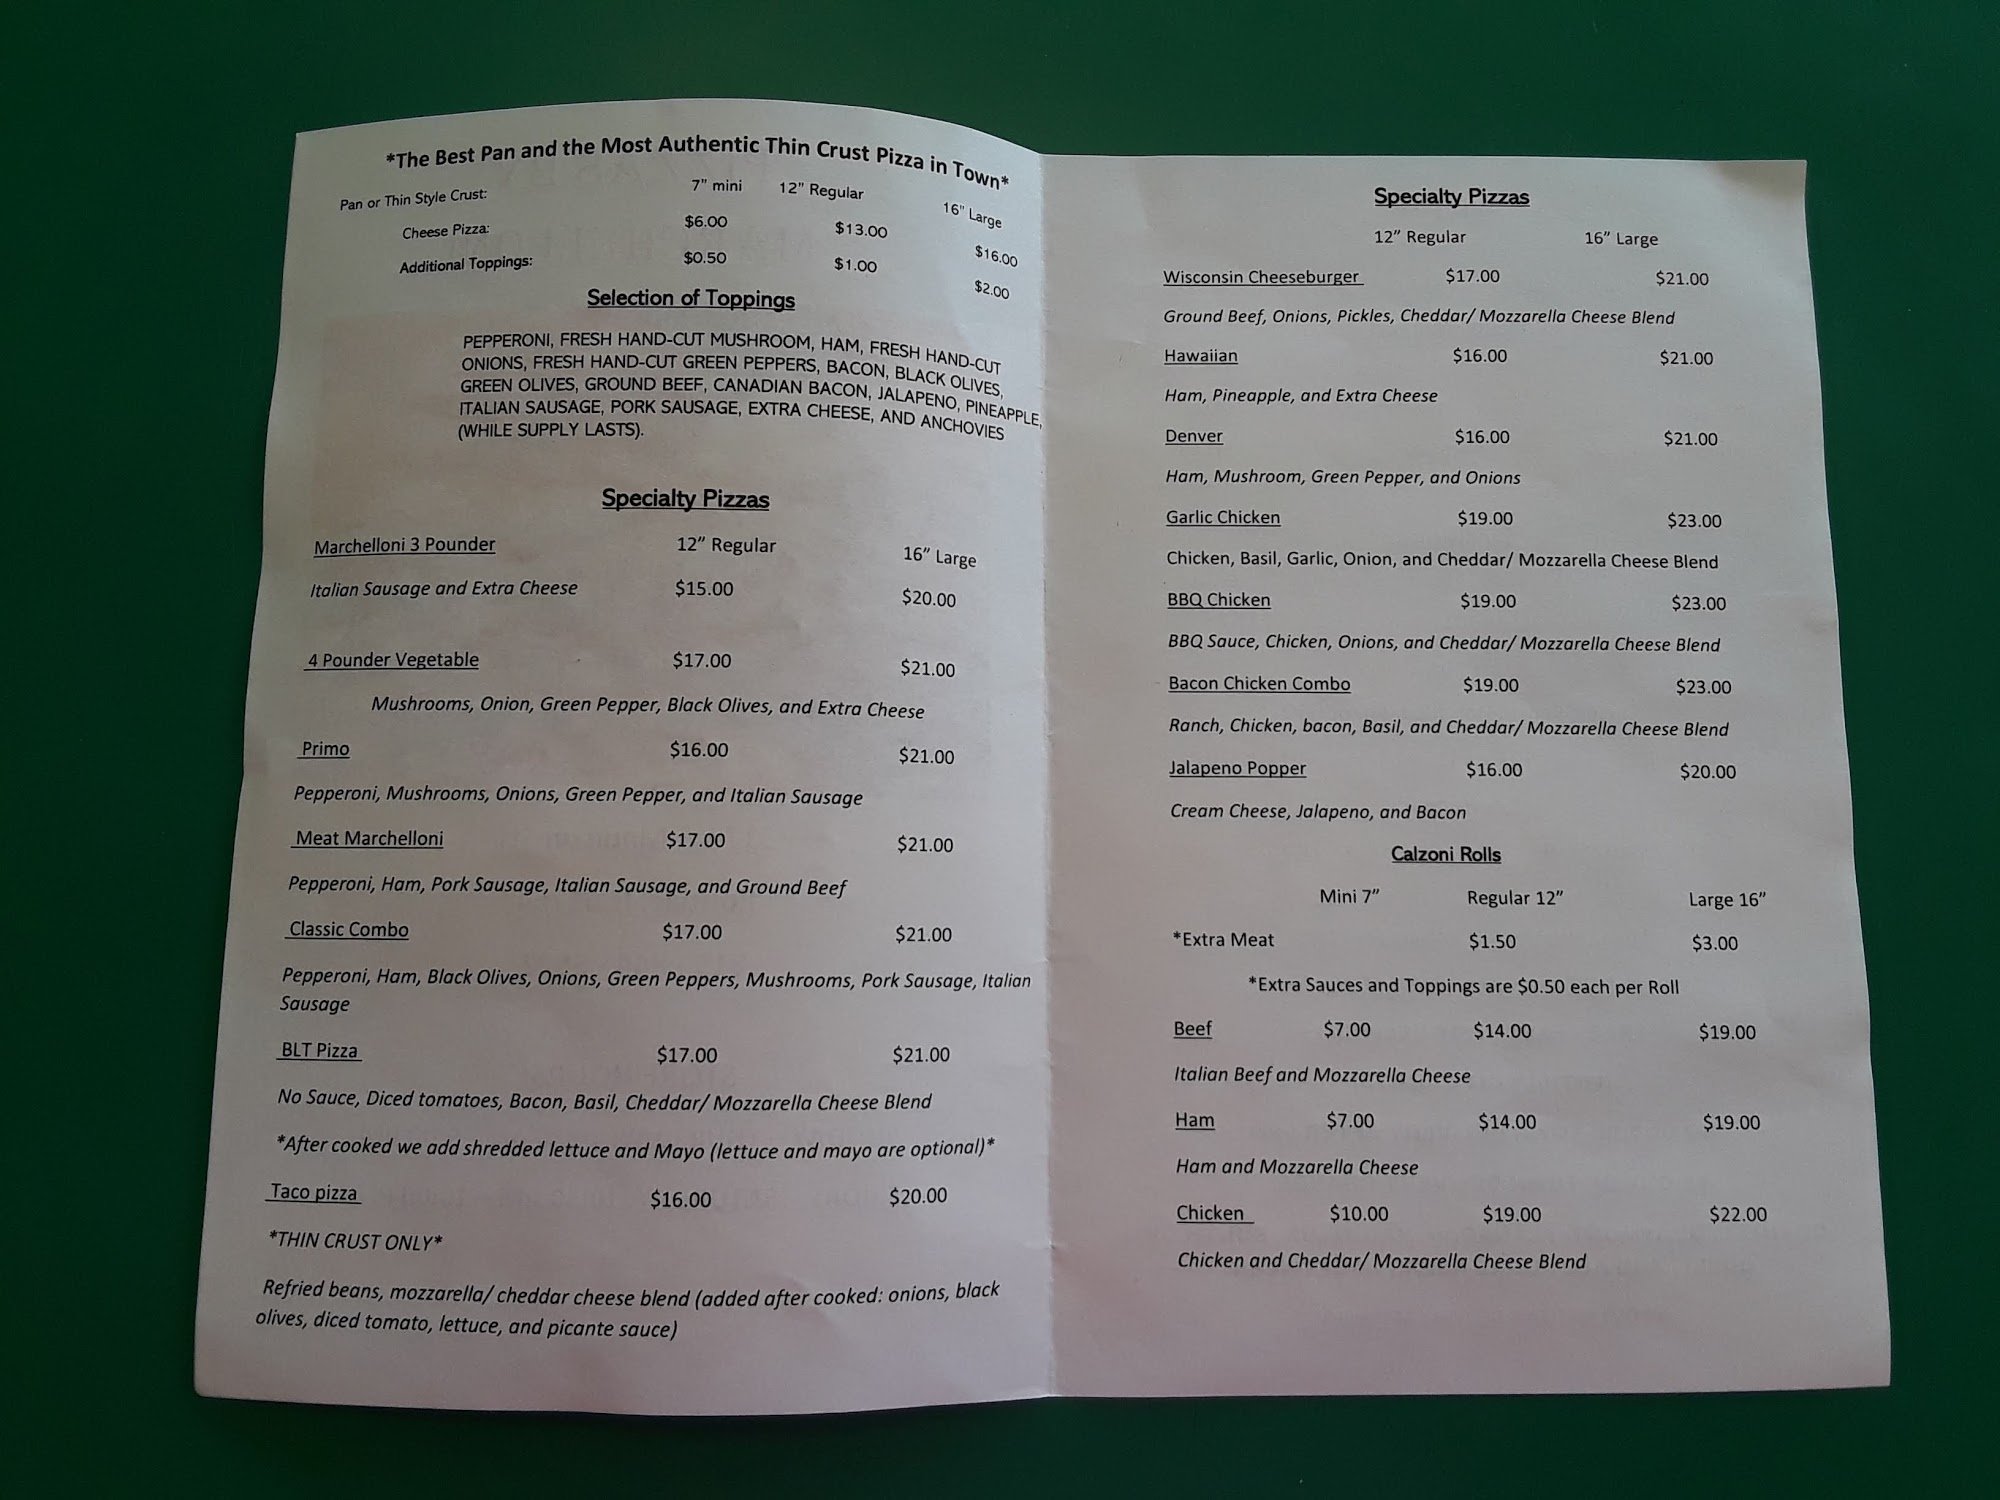 *The Best Pan and the Most Authentic Thin Crust Pizza in Town*
Pan or Thin Style Crust: 7" mini 12" Regular 16" Large
Cheese Pizza: $6.00 $13.00 $16.00
Additional Toppings: $0.50 $1.00 $2.00
Selection of Toppings
PEPPERONI, FRESH HAND-CUT MUSHROOM, HAM, FRESH HAND-CUT
ONIONS, FRESH HAND-CUT GREEN PEPPERS, BACON, BLACK OLIVES,
GREEN OLIVES, GROUND BEEF, CANADIAN BACON, JALAPENO, PINEAPPLE,
ITALIAN SAUSAGE, PORK SAUSAGE, EXTRA CHEESE, AND ANCHOVIES
(WHILE SUPPLY LASTS).
Specialty Pizzas
Marchelloni 3 Pounder 12" Regular 16" Large
Italian Sausage and Extra Cheese $15.00 $20.00
4 Pounder Vegetable $17.00 $21.00
Mushrooms, Onion, Green Pepper, Black Olives, and Extra Cheese
Primo $16.00 $21.00
Pepperoni, Mushrooms, Onions, Green Pepper, and Italian Sausage
Meat Marchelloni $17.00 $21.00
Pepperoni, Ham, Pork Sausage, Italian Sausage, and Ground Beef
Classic Combo $17.00 $21.00
Pepperoni, Ham, Black Olives, Onions, Green Peppers, Mushrooms, Pork Sausage, Italian
Sausage
BLT Pizza $17.00 $21.00
No Sauce, Diced tomatoes, Bacon, Basil, Cheddar/ Mozzarella Cheese Blend
*After cooked we add shredded lettuce and Mayo (lettuce and mayo are optional)*
Taco pizza $16.00 $20.00
*THIN CRUST ONLY*
Refried beans, mozzarella/ cheddar cheese blend (added after cooked: onions, black
olives, diced tomato, lettuce, and picante sauce)
Specialty Pizzas
12" Regular 16" Large
Wisconsin Cheeseburger $17.00 $21.00
Ground Beef, Onions, Pickles, Cheddar/ Mozzarella Cheese Blend
Hawaiian $16.00 $21.00
Ham, Pineapple, and Extra Cheese
Denver $16.00 $21.00
Ham, Mushroom, Green Pepper, and Onions
Garlic Chicken $19.00 $23.00
Chicken, Basil, Garlic, Onion, and Cheddar/ Mozzarella Cheese Blend
BBQ Chicken $19.00 $23.00
BBQ Sauce, Chicken, Onions, and Cheddar/ Mozzarella Cheese Blend
Bacon Chicken Combo $19.00 $23.00
Ranch, Chicken, bacon, Basil, and Cheddar/ Mozzarella Cheese Blend
Jalapeno Popper $16.00 $20.00
Cream Cheese, Jalapeno, and Bacon
Calzoni Rolls
Mini 7" Regular 12" Large 16"
*Extra Meat $1.50 $3.00
*Extra Sauces and Toppings are $0.50 each per Roll
Beef $7.00 $14.00 $19.00
Italian Beef and Mozzarella Cheese
Ham $7.00 $14.00 $19.00
Ham and Mozzarella Cheese
Chicken $10.00 $19.00 $22.00
Chicken and Cheddar/ Mozzarella Cheese Blend